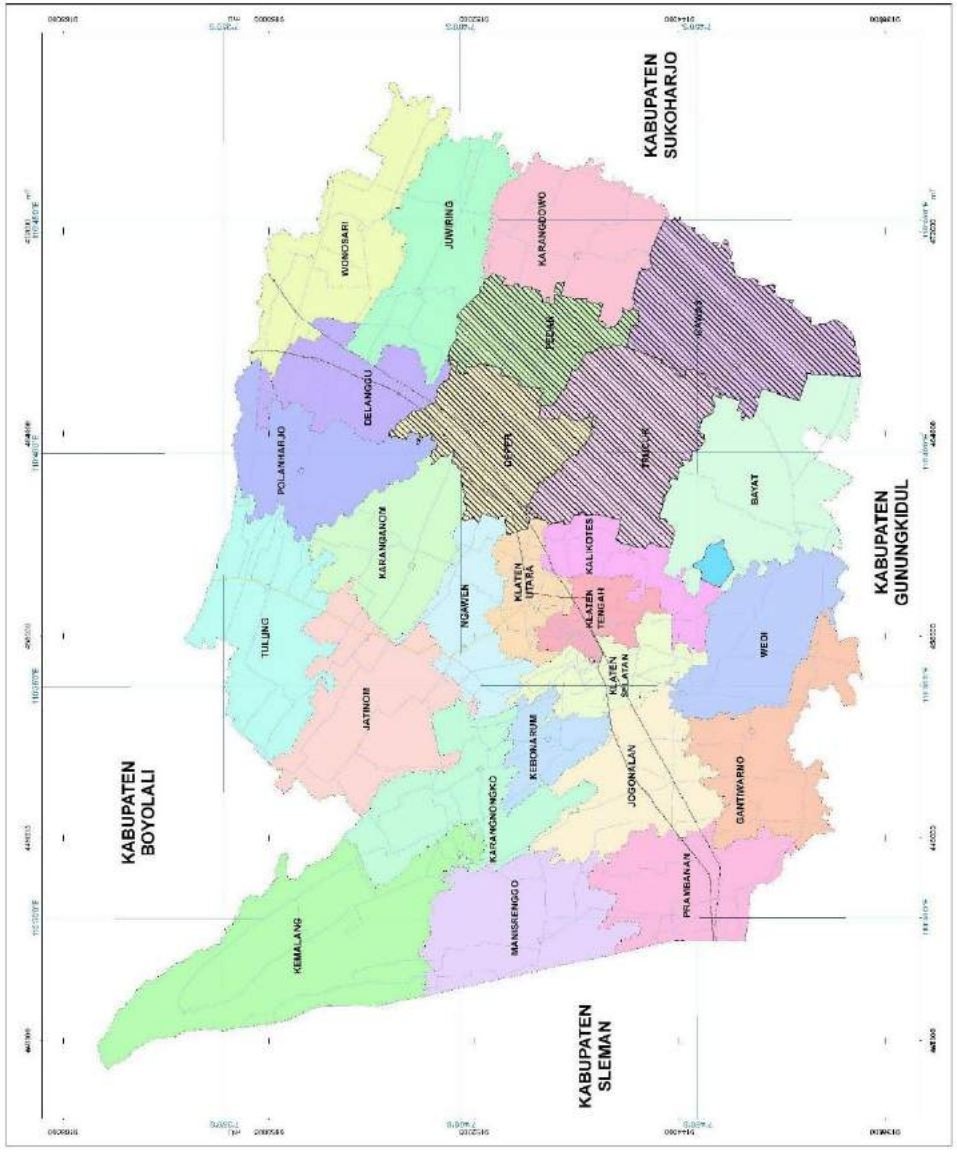 KABUPATEN
BOYOLALI
TULUNG
POLANHARJO
KEMALANG
WONOSARI
JATINOM
DELANGGU
KARANGANOM
JUWIRING
NGAWEN
KARANGNONGKO
MANISRENGGO
KLATEN
UTARA
CEPER
KEBONARUM
PEDAN
KARANGDOWO
KALIKOTES
KLATEN
TENGAH
KABUPATEN
SLEMAN
KLATEN
SELATAN
JOGONALAN
TRUCUK
KABUPATEN
SUKOHARJO
PRAMBANAN
CAWAS
GANTIWARNO
WEDI
BAYAT
KABUPATEN
GUNUNGKIDUL